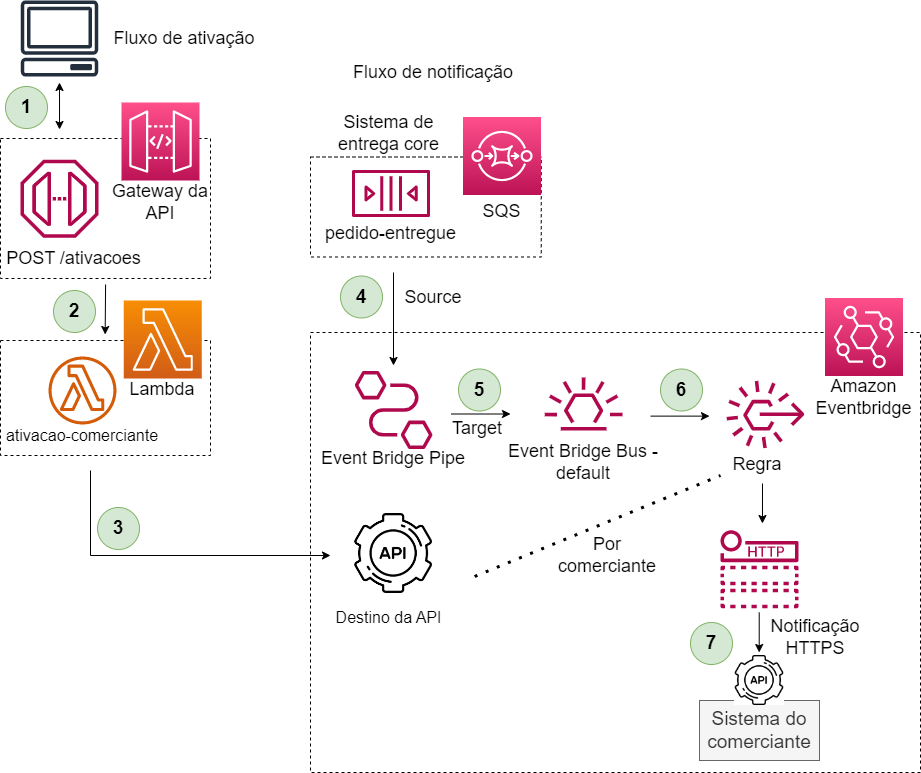 Fluxo de ativação
1
Gateway da
API
POST /ativacoes
2
Lambda
ativacao-comerciante
3
Fluxo de notificação
Sistema de
entrega core
SQS
pedido-entregue
4
Source
Amazon
Eventbridge
Event Bridge Pipe
5
Target
Event Bridge Bus -
default
6
Regra
API
Destino da API
Por
comerciante
HTTP
7
Notificação
HTTPS
API
Sistema do
comerciante